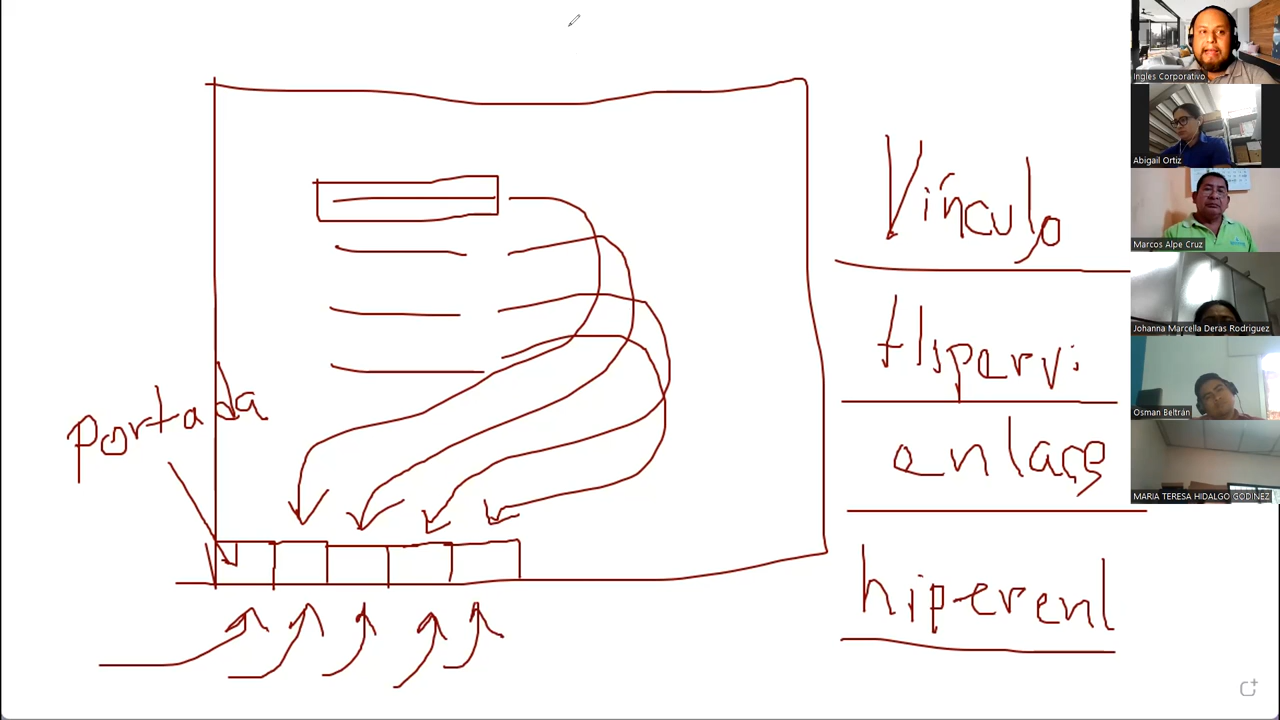 Ingles Corporativo
Abigail Ortiz
Marcos Alpe Cruz
Johanna Marcella Deras Rodriguez
Osman Beltrán
MARIA TERESA HIDALGO GODINEZ
Vínculo
Hipervi
enlace
hiperenl
portada